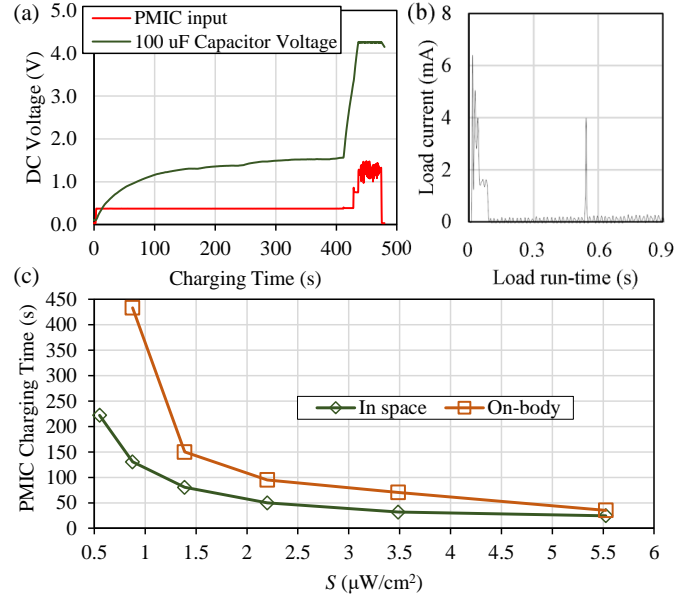 (a)
5.0
4.0
3.0
2.0
1.0
0.0
DC Voltage (V)
PMIC input
100 uF Capacitor Voltage
0 100 200 300 400 500
Charging Time (s)
(b)
8
6
4
2
0
Load current (mA)
0 0.3 0.6 0.9
Load run-time (s)
(c)
450
400
350
300
250
200
150
100
50
0
PMIC Charging Time (s)
In space On-body
0.5 1 1.5 2 2.5 3 3.5 4 4.5 5 5.5 6
S (μW/cm²)